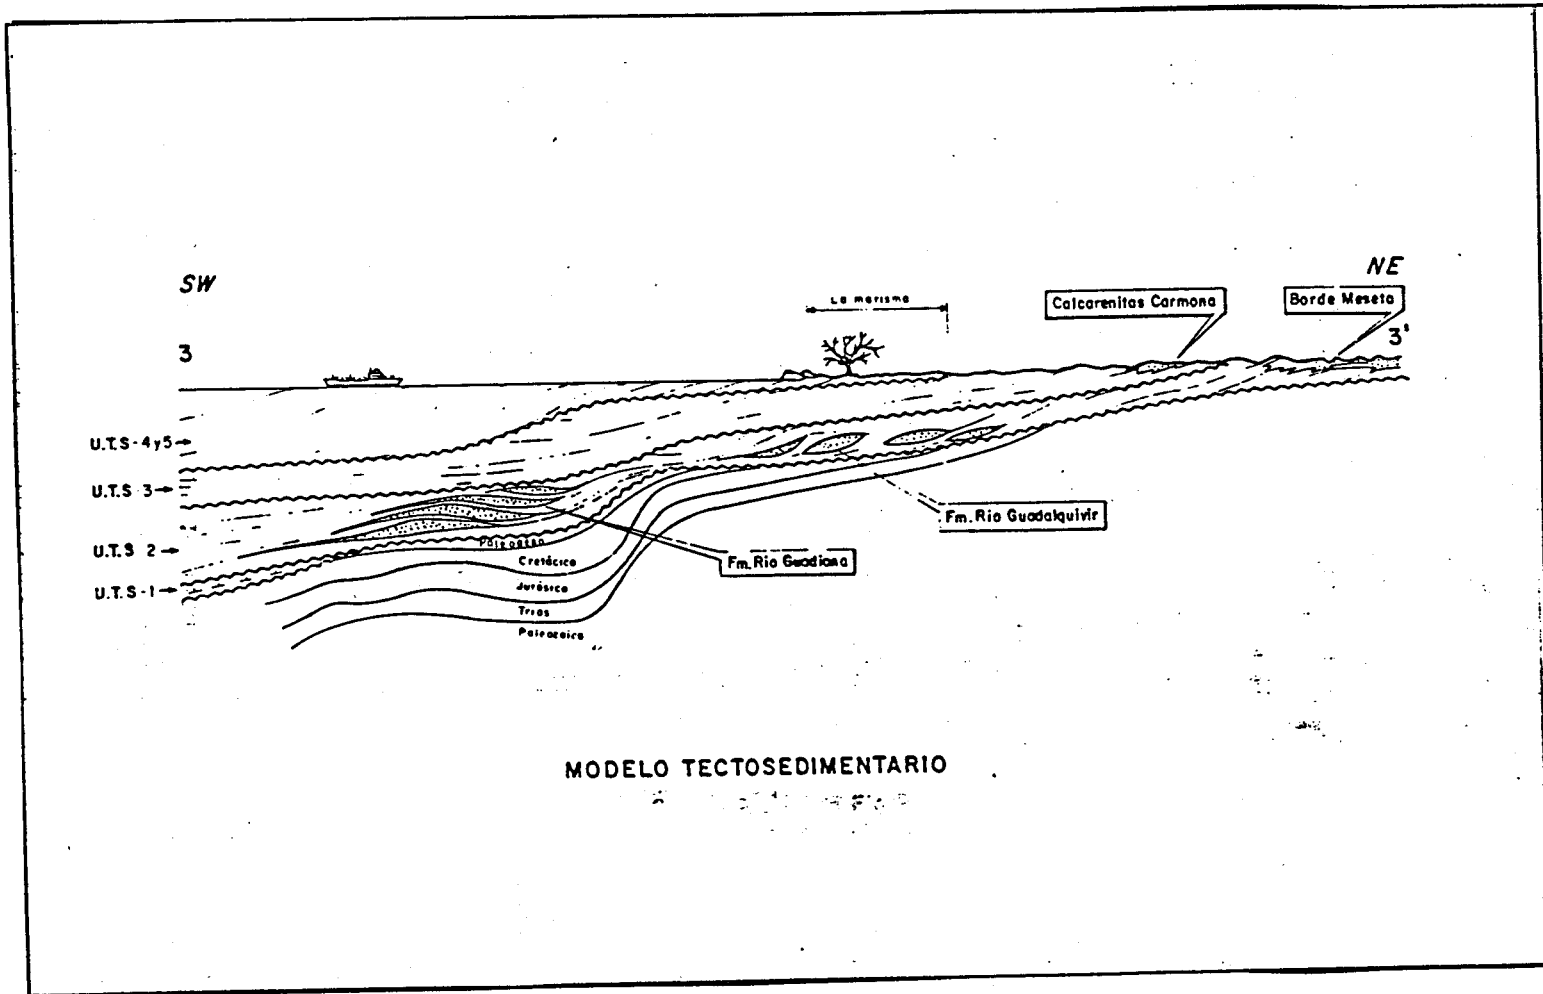 SW
NE
La marisma
Calcarenitas Carmona
Borde Meseta
3
3'
U.T.S-4y5
U.T.S 3
U.T.S 2
U.T.S-1
Fm. Rio Guadalquivir
Fm. Rio Guadiana
Paleogeno
Cretácico
Jurásico
Trias
Paleozoico
MODELO TECTOSEDIMENTARIO